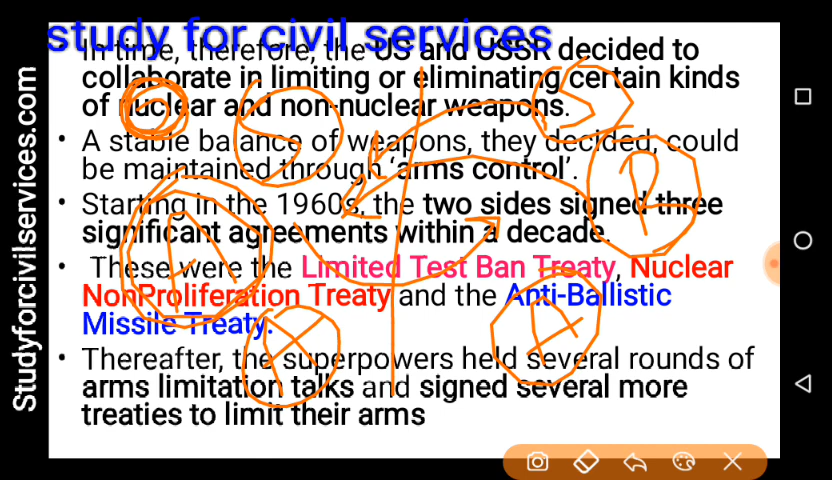 study for civil services
• In time, therefore, the US and USSR decided to
collaborate in limiting or eliminating certain kinds
of nuclear and non-nuclear weapons.
• A stable balance of weapons, they decided, could
be maintained through 'arms control'.
• Starting in the 1960s, the two sides signed three
significant agreements within a decade.
• These were the Limited Test Ban Treaty, Nuclear
NonProliferation Treaty and the Anti-Ballistic
Missile Treaty.
• Thereafter, the superpowers held several rounds of
arms limitation talks and signed several more
treaties to limit their arms
Studyforcivilservices.com
S
S
P
A
A
X